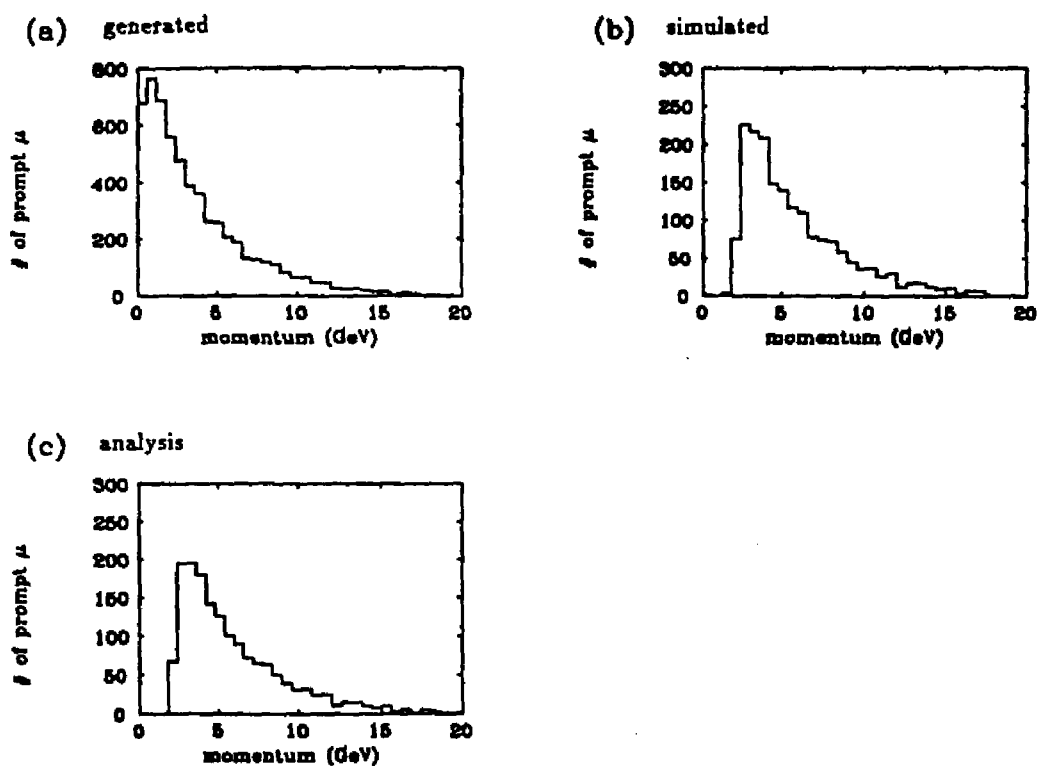 (a) generated
800
600
400
200
0
# of prompt μ
0 5 10 15 20
momentum (GeV)
(b) simulated
300
250
200
150
100
50
0
# of prompt μ
0 5 10 15 20
momentum (GeV)
(c) analysis
300
250
200
150
100
50
0
# of prompt μ
0 5 10 15 20
momentum (GeV)